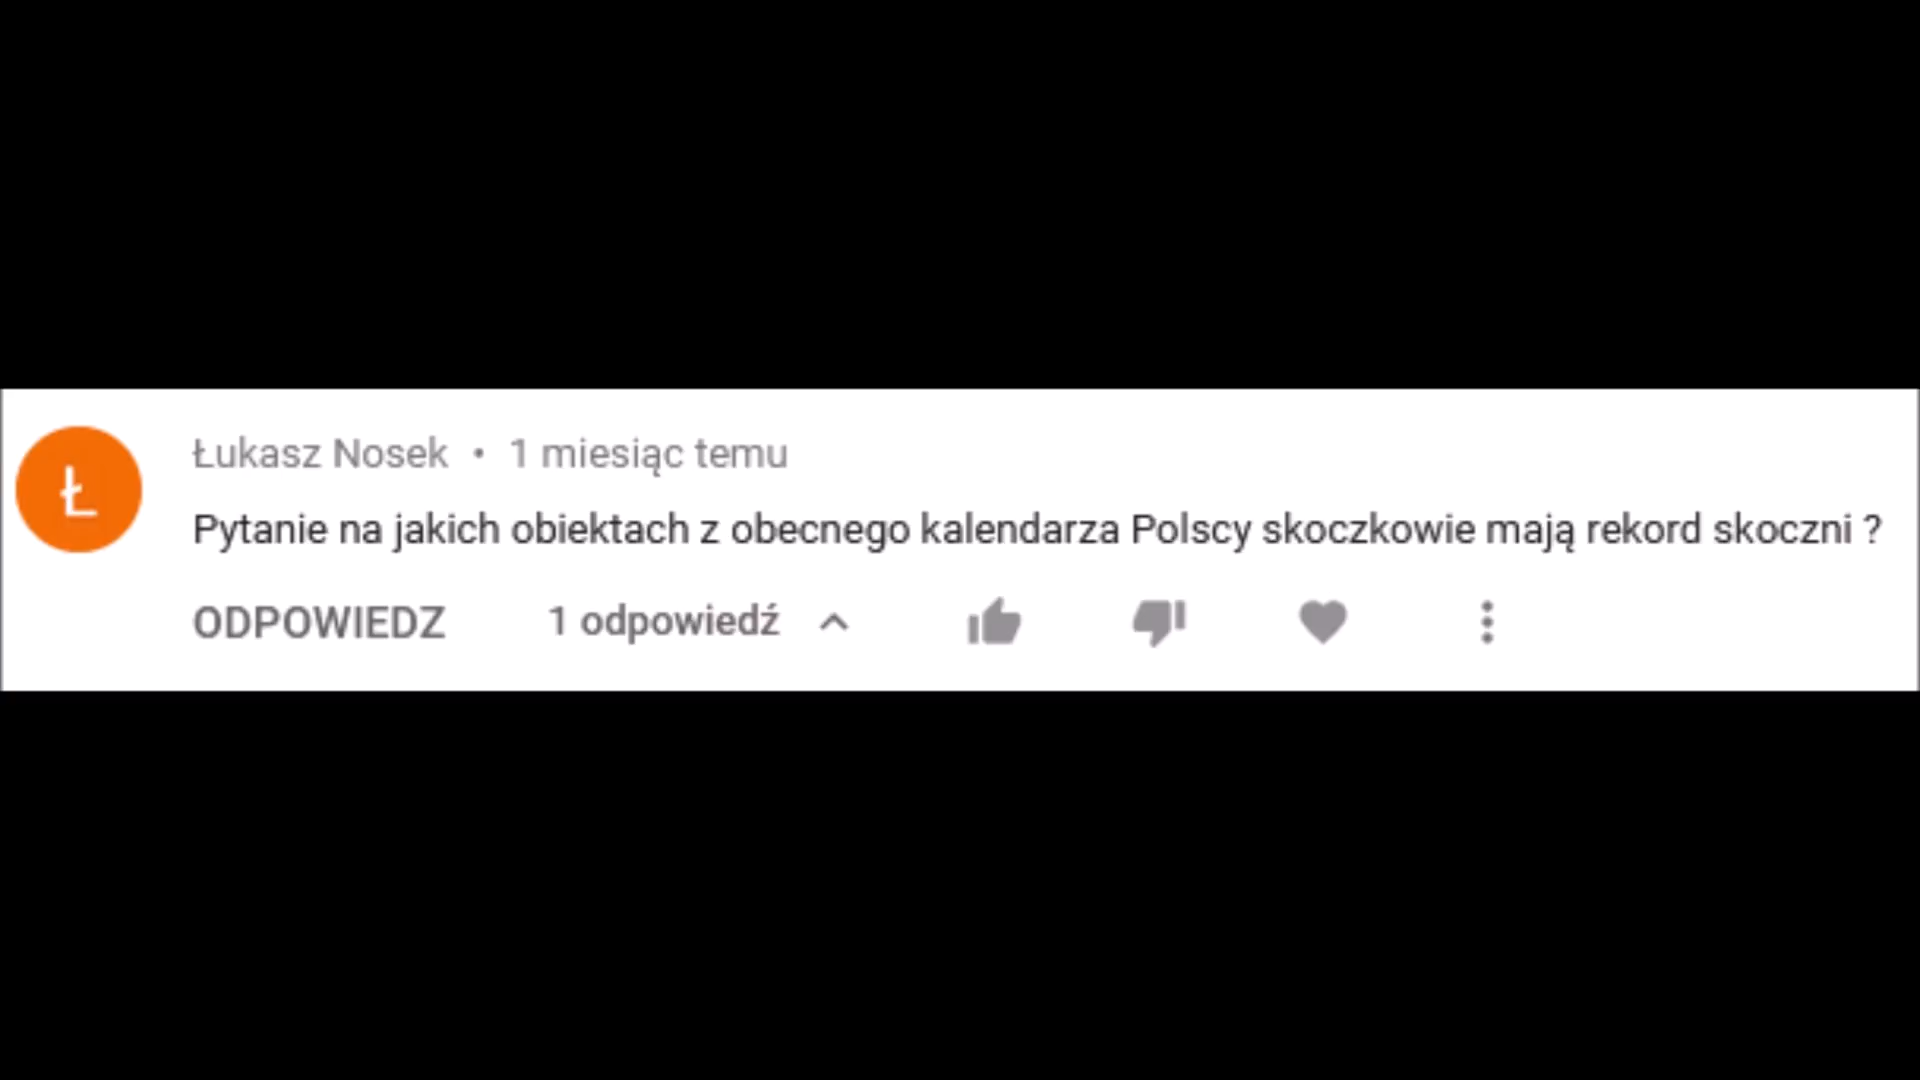 Ł
Łukasz Nosek • 1 miesiąc temu
Pytanie na jakich obiektach z obecnego kalendarza Polscy skoczkowie mają rekord skoczni ?
ODPOWIEDZ 1 odpowiedź